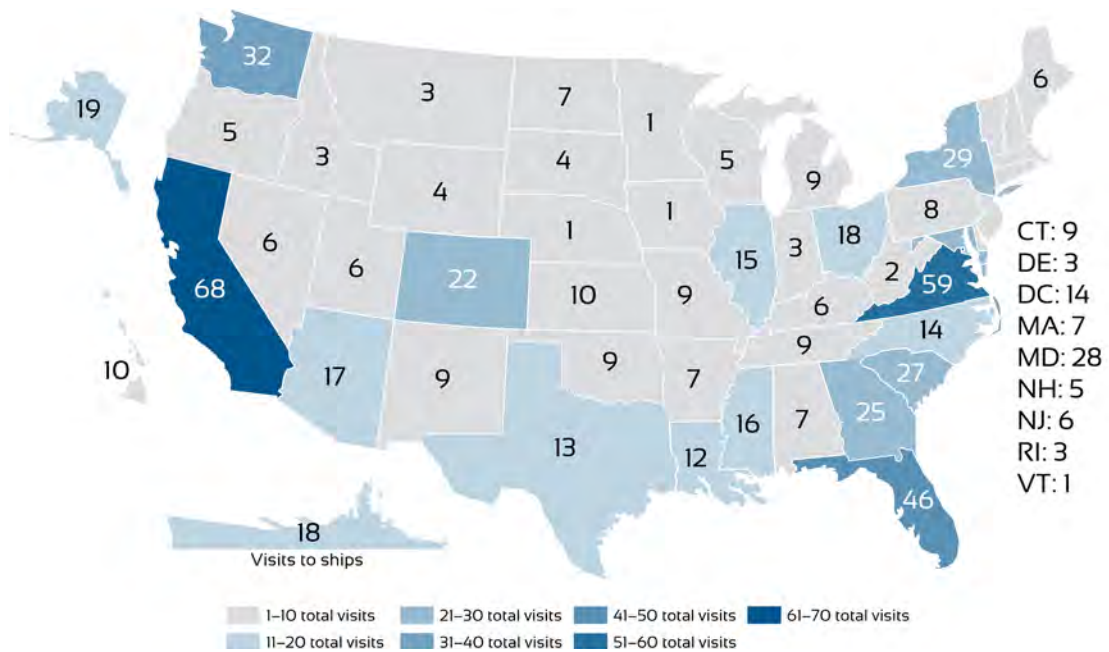 32
3
7
1
6
19
5
3
4
4
5
9
29
1
1
8
6
6
22
15
3
18
2
59
68
10
9
6
14
10
17
9
9
7
9
27
13
12
16
7
25
46
CT: 9
DE: 3
DC: 14
MA: 7
MD: 28
NH: 5
NJ: 6
RI: 3
VT: 1
18
Visits to ships
1–10 total visits
21–30 total visits
41–50 total visits
61–70 total visits
11–20 total visits
31–40 total visits
51–60 total visits